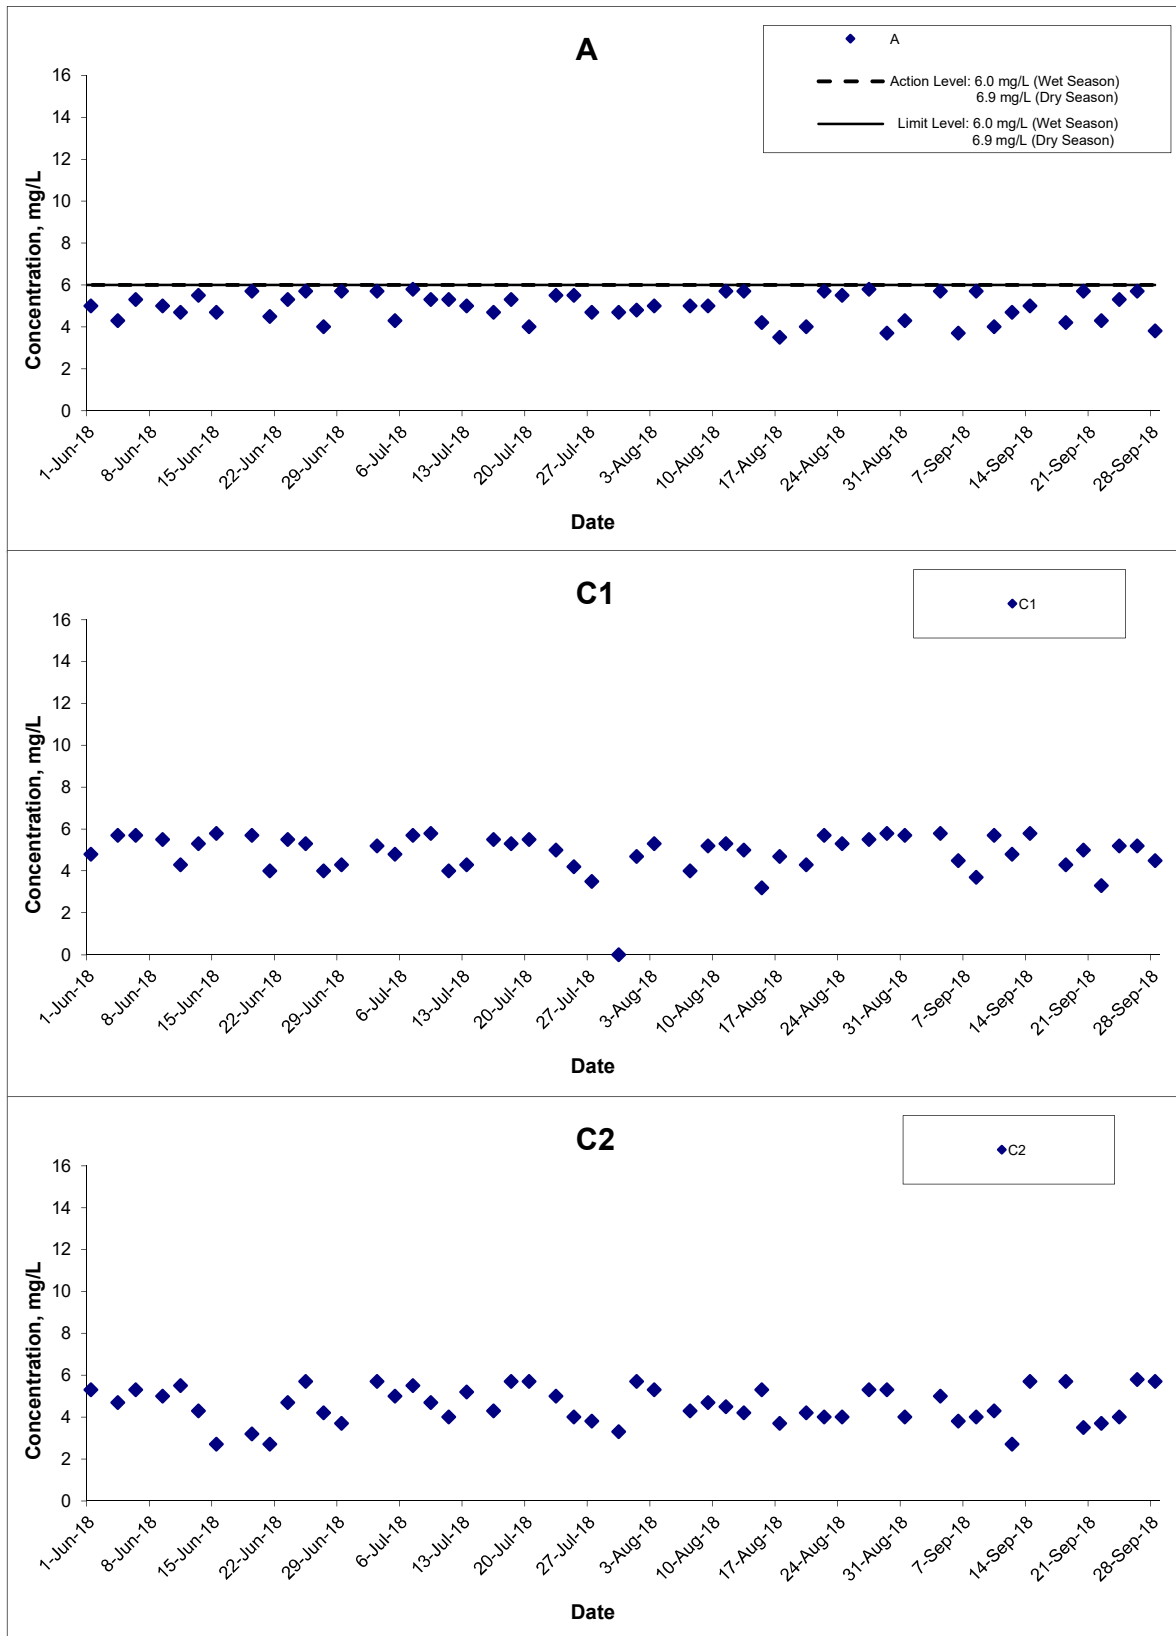 A
A
Action Level: 6.0 mg/L (Wet Season)
6.9 mg/L (Dry Season)
Limit Level: 6.0 mg/L (Wet Season)
6.9 mg/L (Dry Season)
Concentration, mg/L
16
14
12
10
8
6
4
2
0
1-Jun-18
8-Jun-18
15-Jun-18
22-Jun-18
29-Jun-18
6-Jul-18
13-Jul-18
20-Jul-18
27-Jul-18
3-Aug-18
10-Aug-18
17-Aug-18
24-Aug-18
31-Aug-18
7-Sep-18
14-Sep-18
21-Sep-18
28-Sep-18
Date
C1
C1
Concentration, mg/L
16
14
12
10
8
6
4
2
0
1-Jun-18
8-Jun-18
15-Jun-18
22-Jun-18
29-Jun-18
6-Jul-18
13-Jul-18
20-Jul-18
27-Jul-18
3-Aug-18
10-Aug-18
17-Aug-18
24-Aug-18
31-Aug-18
7-Sep-18
14-Sep-18
21-Sep-18
28-Sep-18
Date
C2
C2
Concentration, mg/L
16
14
12
10
8
6
4
2
0
1-Jun-18
8-Jun-18
15-Jun-18
22-Jun-18
29-Jun-18
6-Jul-18
13-Jul-18
20-Jul-18
27-Jul-18
3-Aug-18
10-Aug-18
17-Aug-18
24-Aug-18
31-Aug-18
7-Sep-18
14-Sep-18
21-Sep-18
28-Sep-18
Date